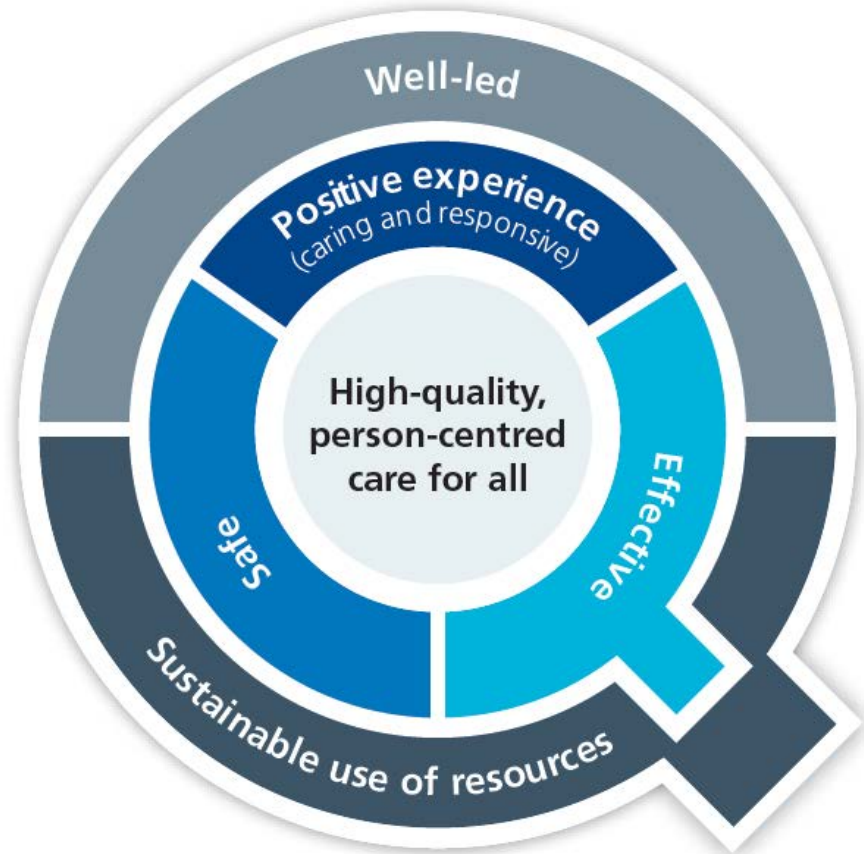 Well-led
Positive experience
(caring and responsive)
High-quality,
person-centred
care for all
Safe
Effective
Sustainable use of resources